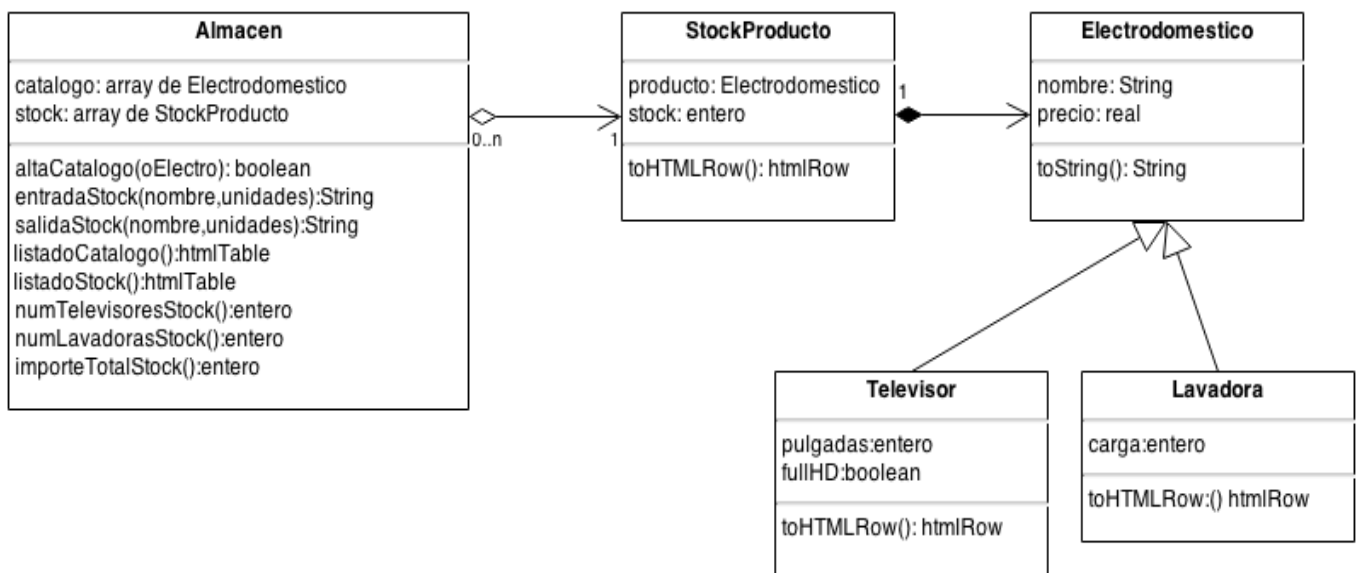 Almacen
catalogo: array de Electrodomestico
stock: array de StockProducto
altaCatalogo(oElectro): boolean
entradaStock(nombre,unidades):String
salidaStock(nombre,unidades):String
listadoCatalogo():htmlTable
listadoStock():htmlTable
numTelevisoresStock():entero
numLavadorasStock():entero
importeTotalStock():entero
0..n
1
StockProducto
producto: Electrodomestico
stock: entero
toHTMLRow(): htmlRow
1
Electrodomestico
nombre: String
precio: real
toString(): String
Televisor
pulgadas:entero
fullHD:boolean
toHTMLRow(): htmlRow
Lavadora
carga:entero
toHTMLRow:() htmlRow